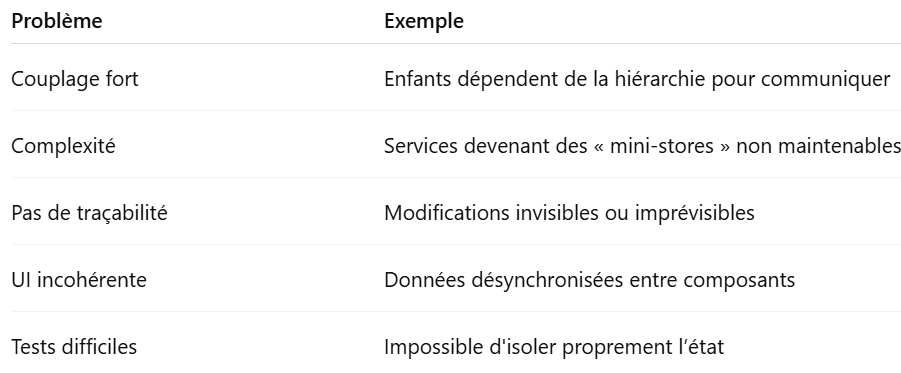 Problème Exemple
Couplage fort Enfants dépendent de la hiérarchie pour communiquer
Complexité Services devenant des « mini-stores » non maintenables
Pas de traçabilité Modifications invisibles ou imprévisibles
UI incohérente Données désynchronisées entre composants
Tests difficiles Impossible d'isoler proprement l’état